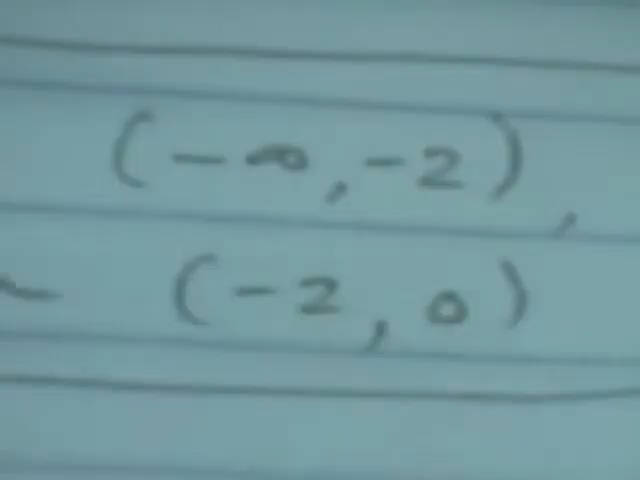 (-∞, -2),
(-2, 0)